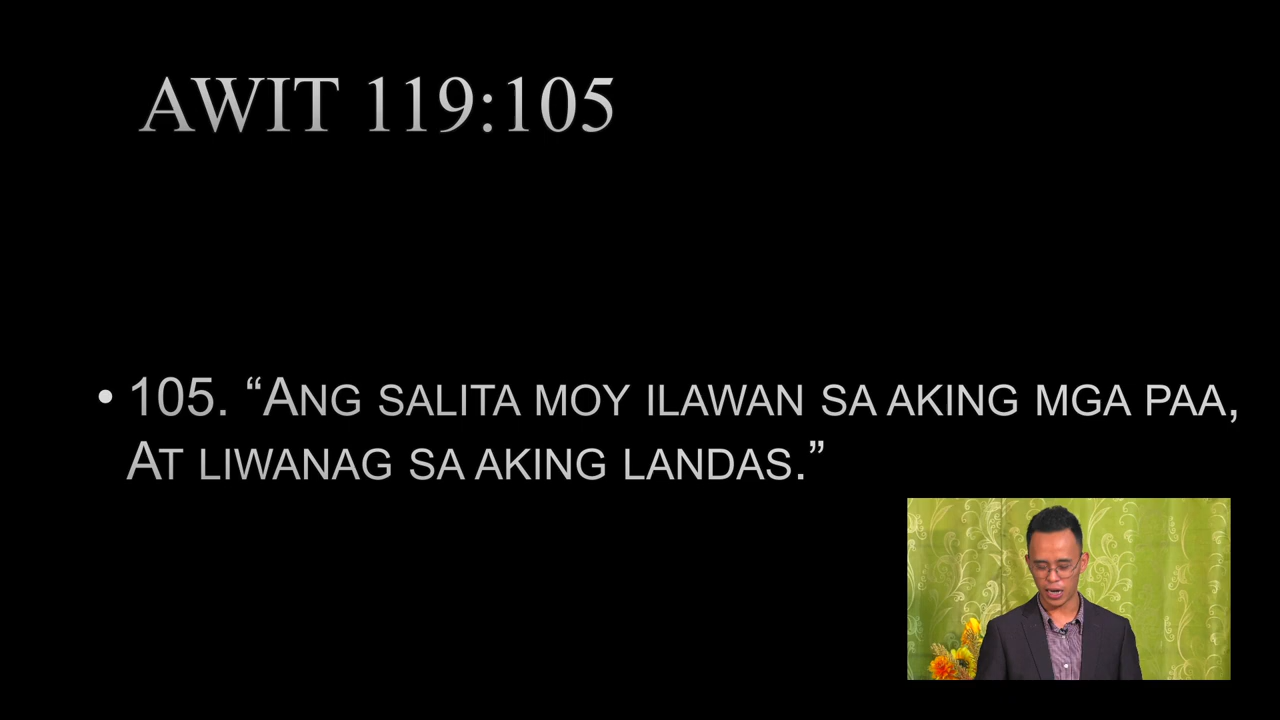 AWIT 119:105
• 105. “ANG SALITA MOY ILAWAN SA AKING MGA PAA,
AT LIWANAG SA AKING LANDAS.”